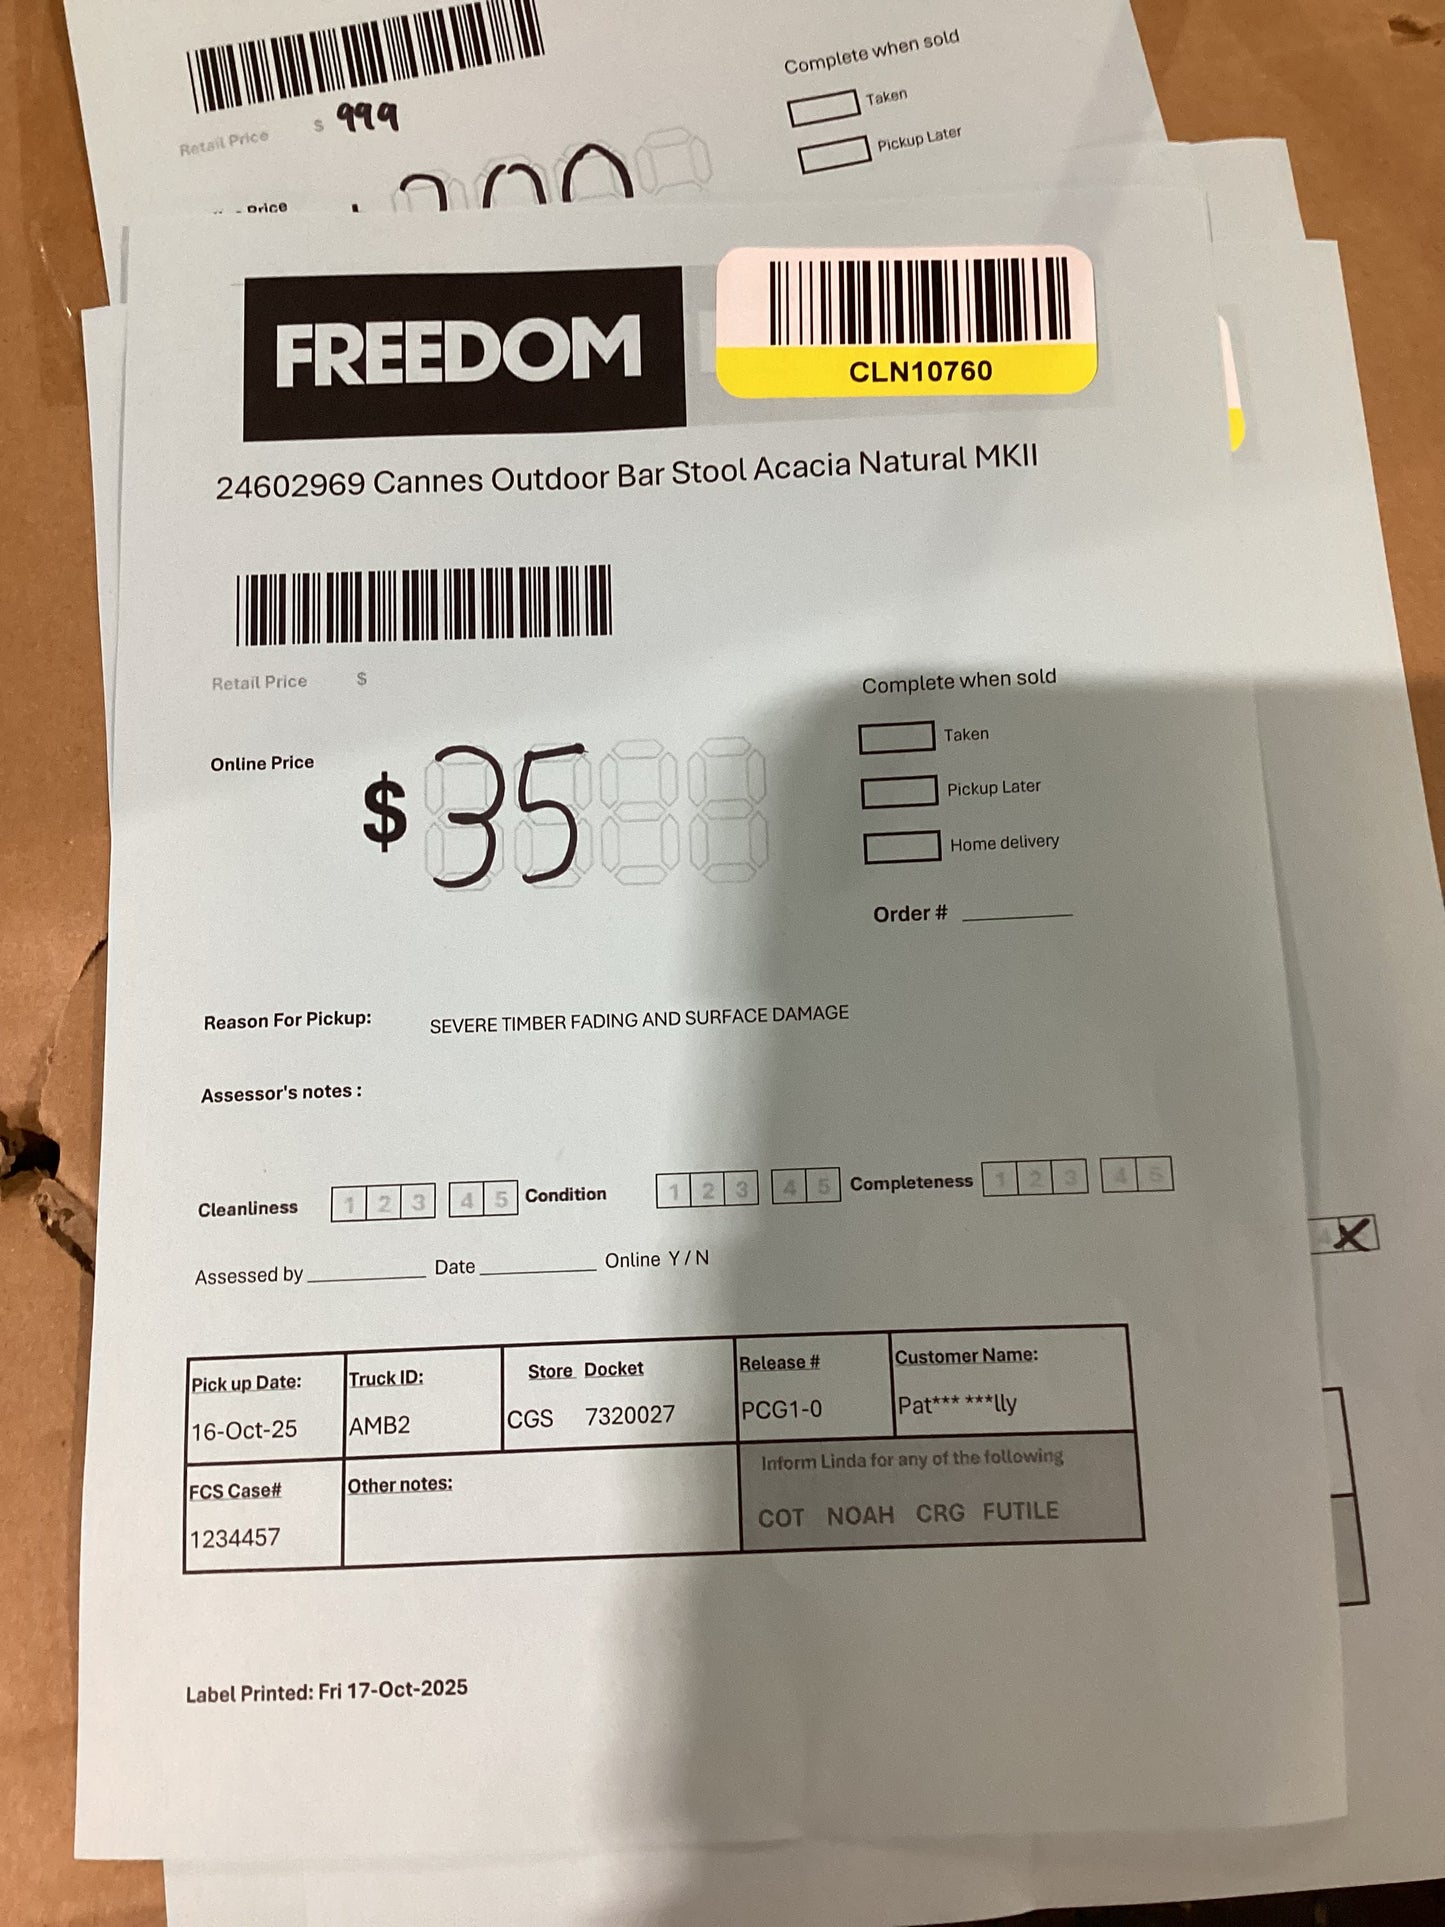 Complete when sold
Retail Price $ 999
Taken
Pickup Later
Price
FREEDOM
CLN10760
24602969 Cannes Outdoor Bar Stool Acacia Natural MKII
Retail Price $
Complete when sold
Online Price $ 35
Taken
Pickup Later
Home delivery
Order # ________
Reason For Pickup: SEVERE TIMBER FADING AND SURFACE DAMAGE
Assessor's notes :
Cleanliness 1 2 3 4 5 Condition 1 2 3 4 5 Completeness 1 2 3 4 5
X
Assessed by ________ Date ________ Online Y / N
Pick up Date: Truck ID: Store Docket Release # Customer Name:
16-Oct-25 AMB2 CGS 7320027 PCG1-0 Pat*** ***lly
FCS Case# Other notes: Inform Linda for any of the following
1234457 COT NOAH CRG FUTILE
Label Printed: Fri 17-Oct-2025